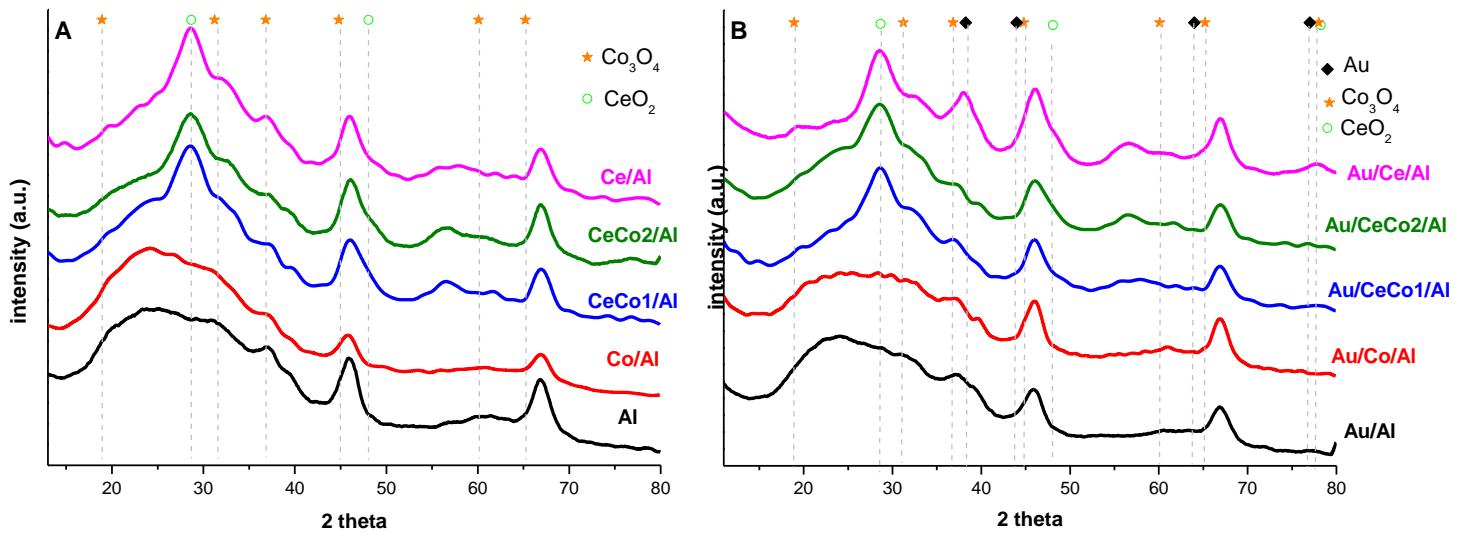 A
Co3O4
CeO2
Ce/Al
CeCo2/Al
CeCo1/Al
Co/Al
Al
intensity (a.u.)
20 30 40 50 60 70 80
2 theta
B
Au
Co3O4
CeO2
Au/Ce/Al
Au/CeCo2/Al
Au/CeCo1/Al
Au/Co/Al
Au/Al
intensity (a.u.)
20 30 40 50 60 70 80
2 theta